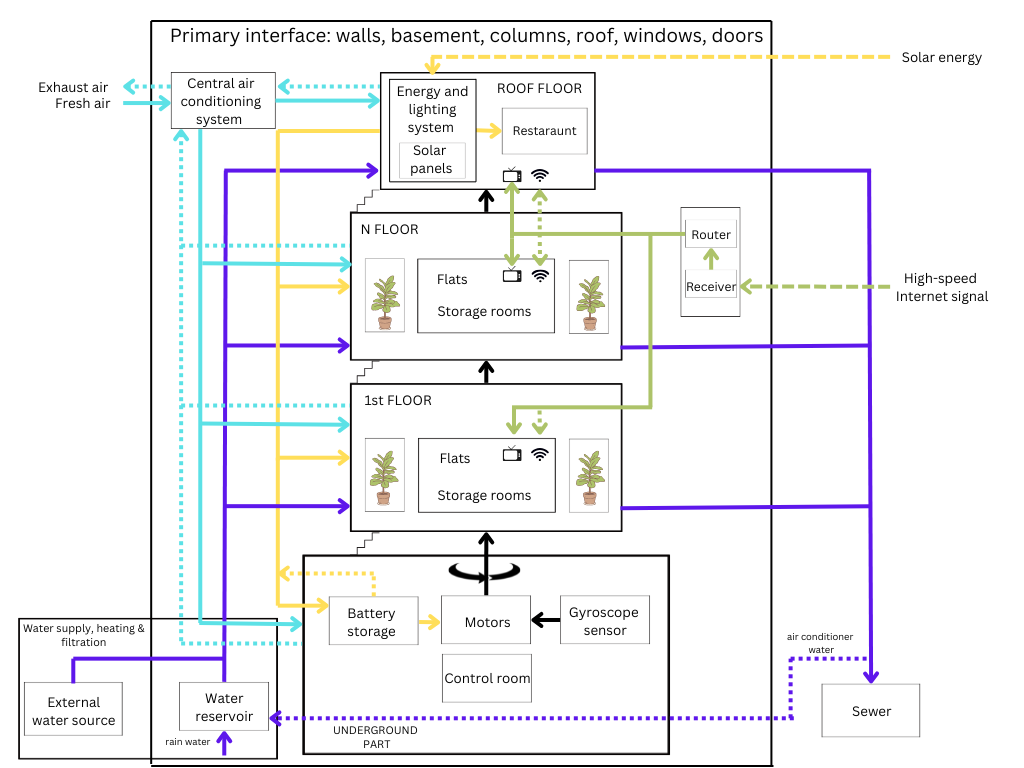 Primary interface: walls, basement, columns, roof, windows, doors
Solar energy
Exhaust air
Fresh air
Central air
conditioning
system
Energy and
lighting
system
Solar
panels
ROOF FLOOR
Restaraunt
N FLOOR
Flats
Storage rooms
Router
Receiver
High-speed
Internet signal
1st FLOOR
Flats
Storage rooms
Battery
storage
Motors
Gyroscope
sensor
Control room
UNDERGROUND
PART
Water supply, heating &
filtration
External
water source
Water
reservoir
rain water
air conditioner
water
Sewer